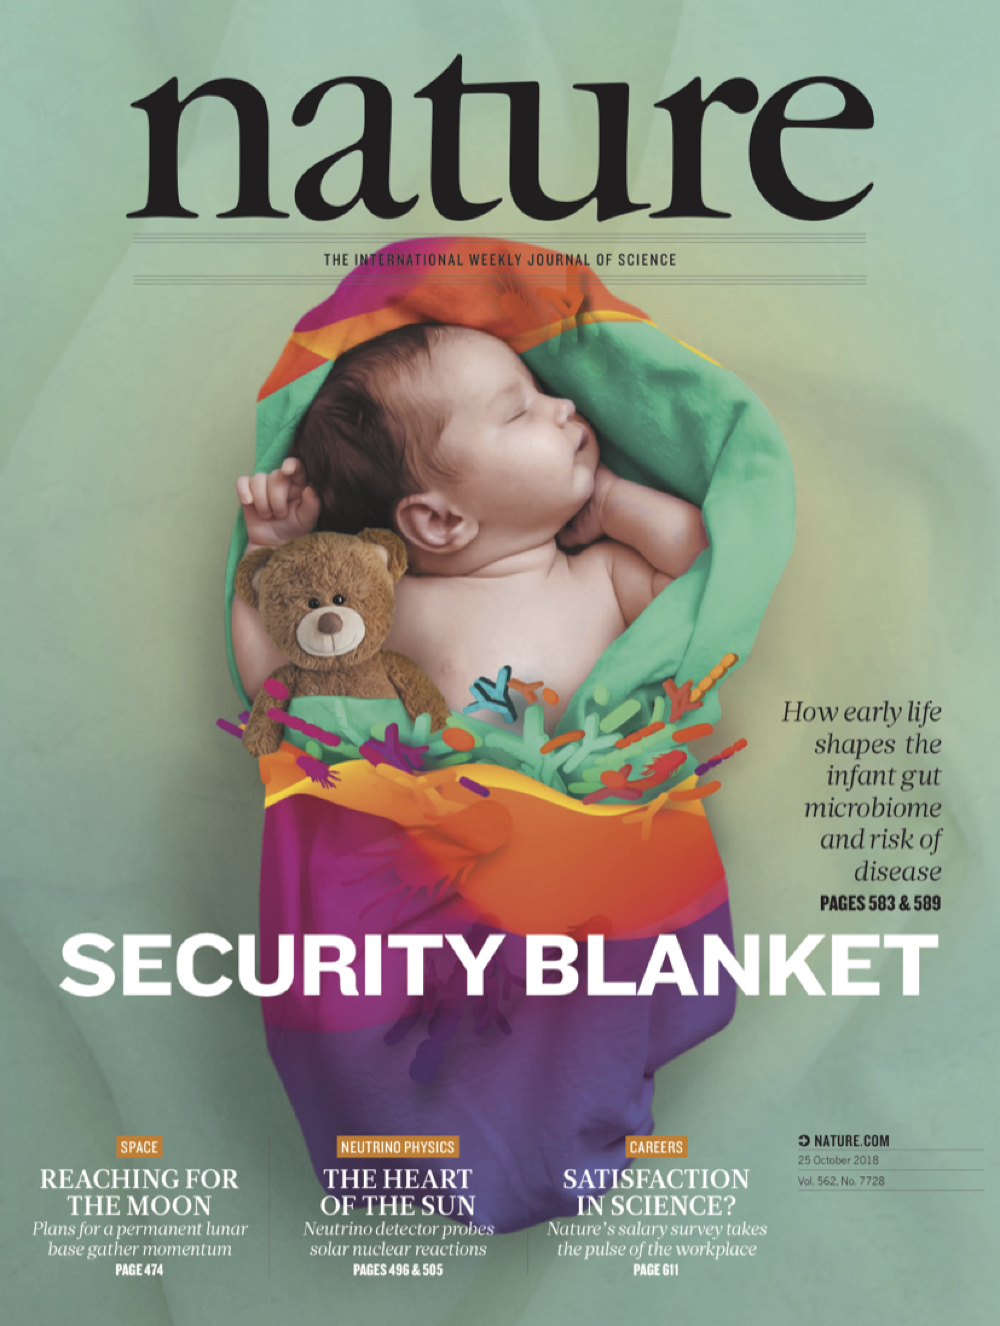 nature
THE INTERNATIONAL WEEKLY JOURNAL OF SCIENCE
How early life
shapes the
infant gut
microbiome
and risk of
disease
PAGES 583 & 589
SECURITY BLANKET
SPACE
REACHING FOR
THE MOON
Plans for a permanent lunar
base gather momentum
PAGE 474
NEUTRINO PHYSICS
THE HEART
OF THE SUN
Neutrino detector probes
solar nuclear reactions
PAGES 496 & 505
CAREERS
SATISFACTION
IN SCIENCE?
Nature's salary survey takes
the pulse of the workplace
PAGE 611
NATURE.COM
25 October 2018
Vol. 562, No. 7728